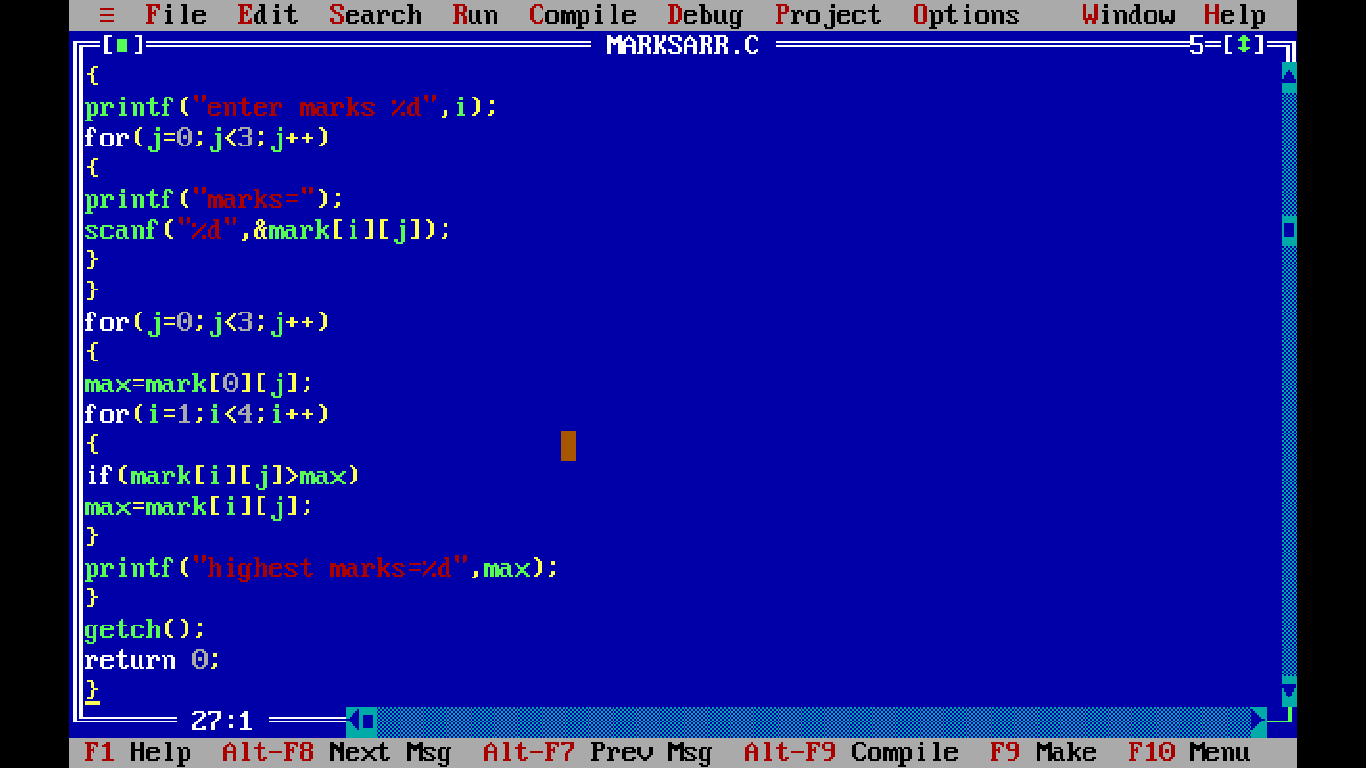 ≡ File Edit Search Run Compile Debug Project Options Window Help
[■] MARKSARR.C 5=[↕]
{
printf("enter marks %d",i);
for(j=0;j<3;j++)
{
printf("marks=");
scanf("%d",&mark[i][j]);
}
}
for(j=0;j<3;j++)
{
max=mark[0][j];
for(i=1;i<4;i++)
{
if(mark[i][j]>max)
max=mark[i][j];
}
printf("highest marks=%d",max);
}
getch();
return 0;
}
27:1
F1 Help Alt-F8 Next Msg Alt-F7 Prev Msg Alt-F9 Compile F9 Make F10 Menu